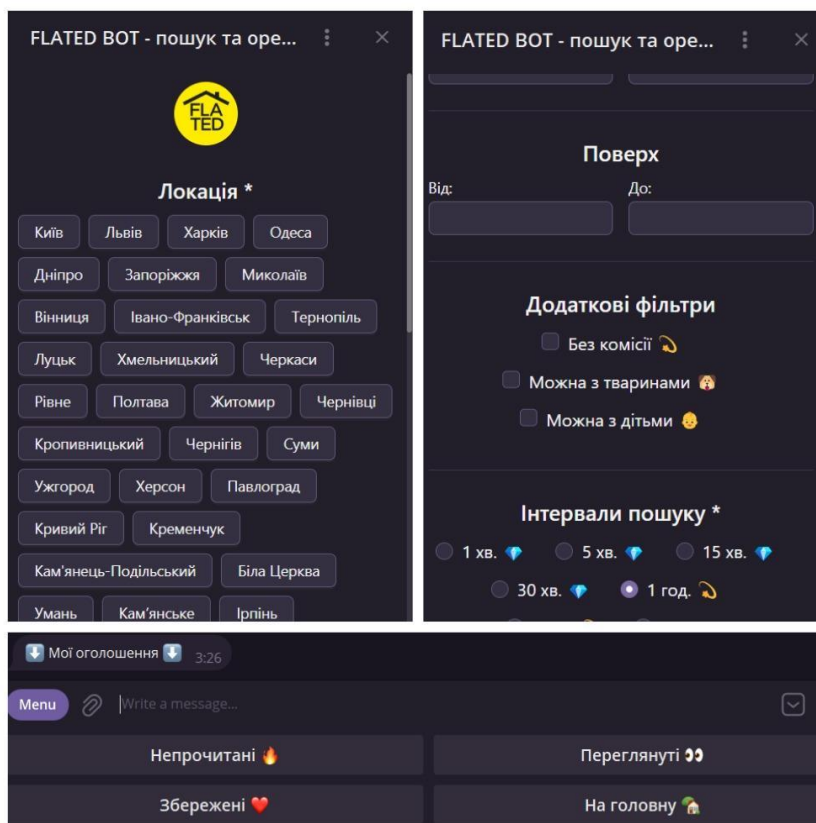 FLATED BOT - пошук та оре...
FLA
TED
Локація *
Київ Львів Харків Одеса
Дніпро Запоріжжя Миколаїв
Вінниця Івано-Франківськ Тернопіль
Луцьк Хмельницький Черкаси
Рівне Полтава Житомир Чернівці
Кропивницький Чернігів Суми
Ужгород Херсон Павлоград
Кривий Ріг Кременчук
Кам'янець-Подільський Біла Церква
Умань Кам’янське Ірпінь
FLATED BOT - пошук та оре...
Поверх
Від: До:
Додаткові фільтри
Без комісії 💫
Можна з тваринами 🙈
Можна з дітьми 👶
Інтервали пошуку *
1 хв. 💎 5 хв. 💎 15 хв. 💎
30 хв. 💎 1 год. 💫
⬇️ Мої оголошення ⬇️ 3:26
Menu Write a message...
Непрочитані 🔥 Переглянуті 👀
Збережені ❤️ На головну 🏡